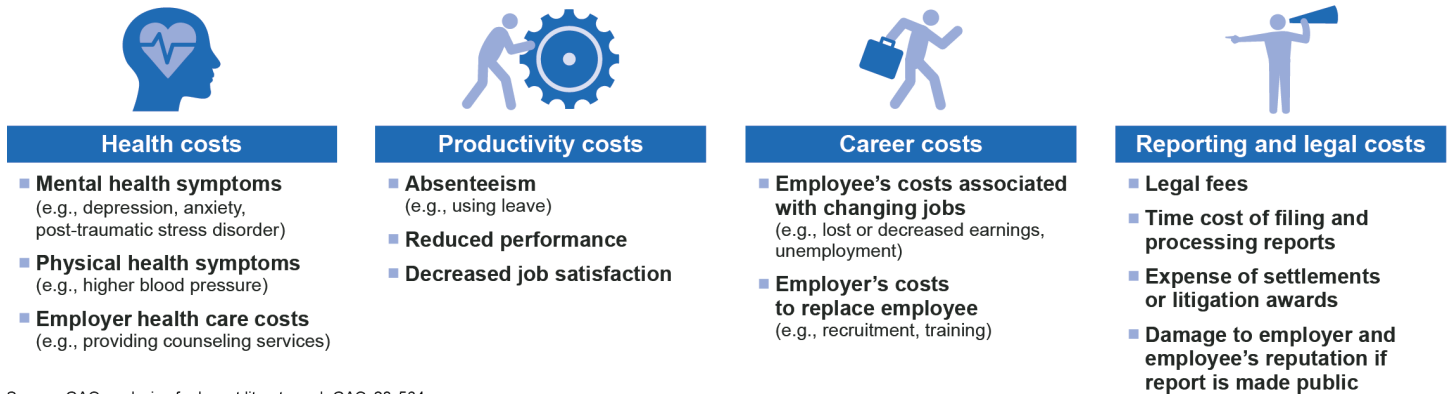 Health costs
Mental health symptoms
(e.g., depression, anxiety,
post-traumatic stress disorder)
Physical health symptoms
(e.g., higher blood pressure)
Employer health care costs
(e.g., providing counseling services)
Productivity costs
Absenteeism
(e.g., using leave)
Reduced performance
Decreased job satisfaction
Career costs
Employee's costs associated
with changing jobs
(e.g., lost or decreased earnings,
unemployment)
Employer's costs
to replace employee
(e.g., recruitment, training)
Reporting and legal costs
Legal fees
Time cost of filing and
processing reports
Expense of settlements
or litigation awards
Damage to employer and
employee's reputation if
report is made public